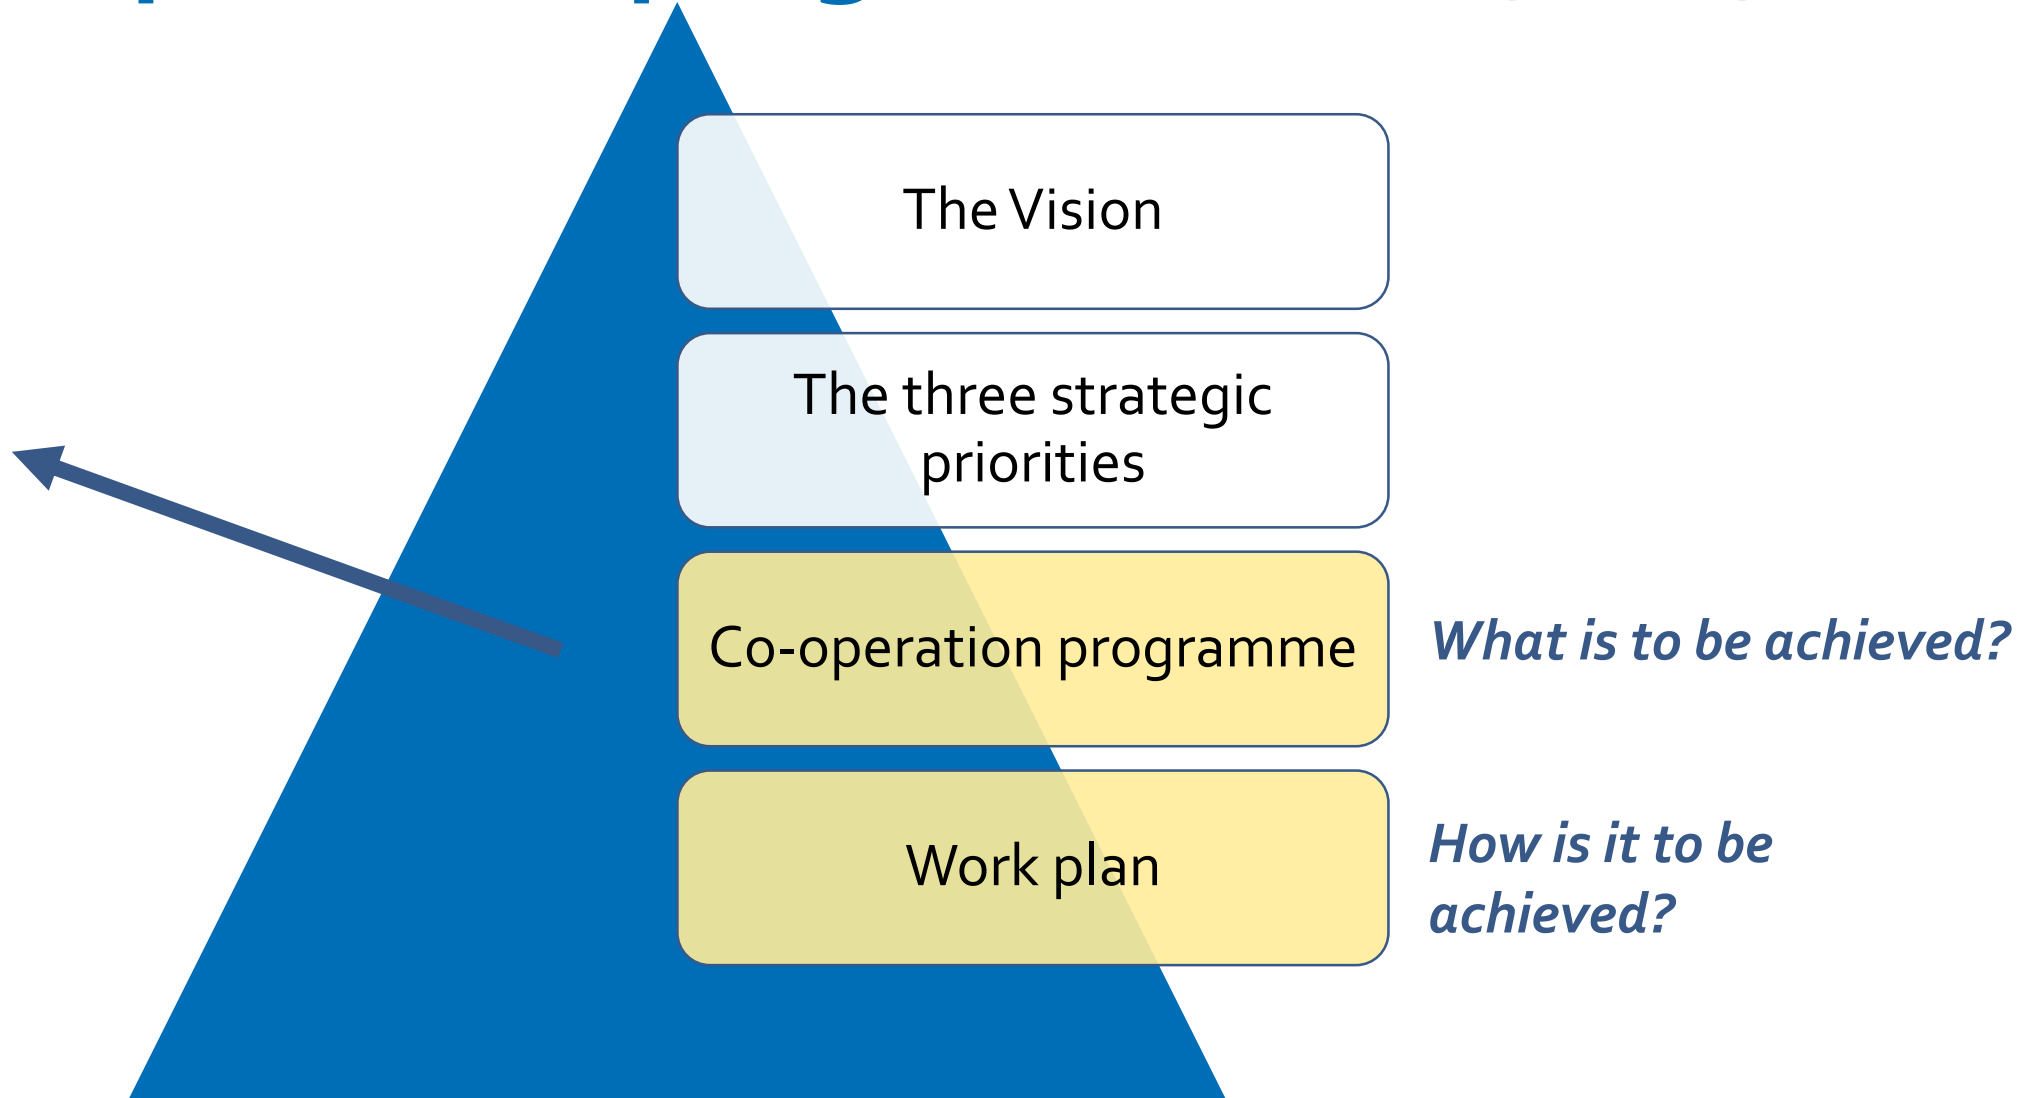 The Vision
The three strategic
priorities
Co-operation programme
What is to be achieved?
Work plan
How is it to be
achieved?